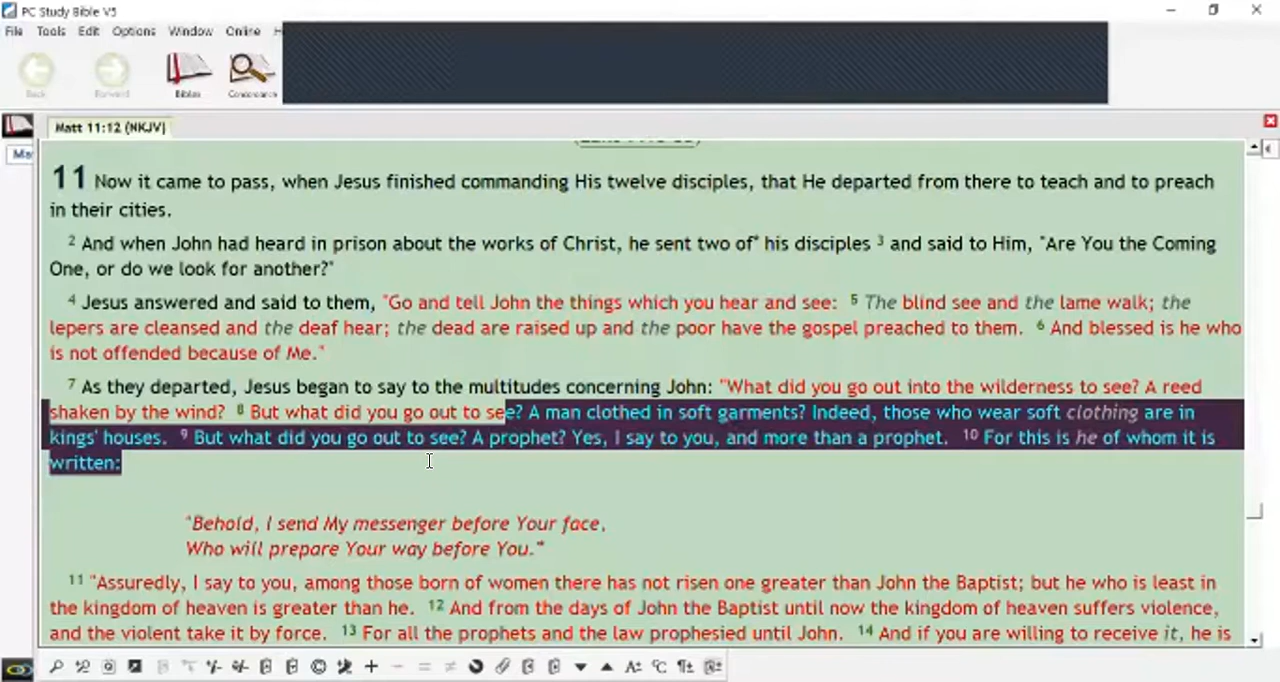 PC Study Bible V5
File Tools Edit Options Window Online H
Back Forward Bibles Concordance
Matt 11:12 (NKJV)
11 Now it came to pass, when Jesus finished commanding His twelve disciples, that He departed from there to teach and to preach
in their cities.
2 And when John had heard in prison about the works of Christ, he sent two of* his disciples 3 and said to Him, "Are You the Coming
One, or do we look for another?"
4 Jesus answered and said to them, "Go and tell John the things which you hear and see: 5 The blind see and the lame walk; the
lepers are cleansed and the deaf hear; the dead are raised up and the poor have the gospel preached to them. 6 And blessed is he who
is not offended because of Me."
7 As they departed, Jesus began to say to the multitudes concerning John: "What did you go out into the wilderness to see? A reed
shaken by the wind? 8 But what did you go out to see? A man clothed in soft garments? Indeed, those who wear soft clothing are in
kings' houses. 9 But what did you go out to see? A prophet? Yes, I say to you, and more than a prophet. 10 For this is he of whom it is
written:
"Behold, I send My messenger before Your face,
Who will prepare Your way before You."
11 "Assuredly, I say to you, among those born of women there has not risen one greater than John the Baptist; but he who is least in
the kingdom of heaven is greater than he. 12 And from the days of John the Baptist until now the kingdom of heaven suffers violence,
and the violent take it by force. 13 For all the prophets and the law prophesied until John. 14 And if you are willing to receive it, he is